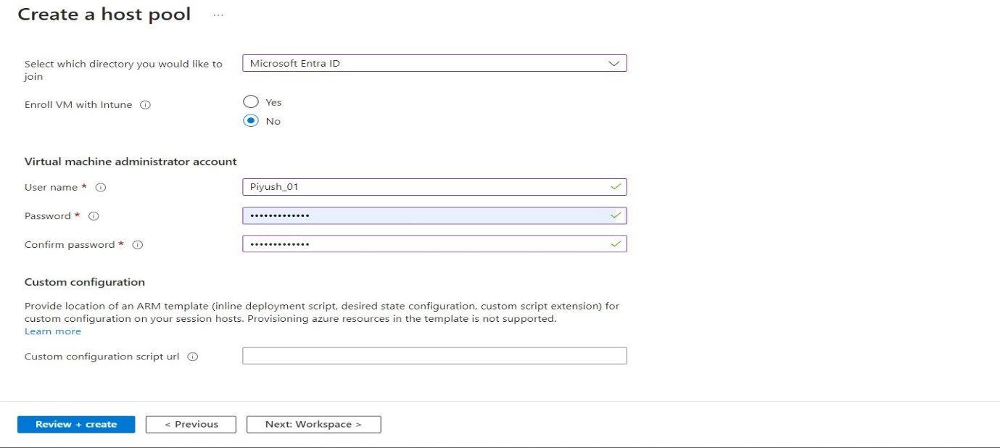 Create a host pool ...
Select which directory you would like to
join
Microsoft Entra ID
Enroll VM with Intune
Yes
No
Virtual machine administrator account
User name *
Piyush_01
Password *
•••••••••••••
Confirm password *
•••••••••••••
Custom configuration
Provide location of an ARM template (inline deployment script, desired state configuration, custom script extension) for
custom configuration on your session hosts. Provisioning azure resources in the template is not supported.
Learn more
Custom configuration script url
Review + create
< Previous
Next: Workspace >